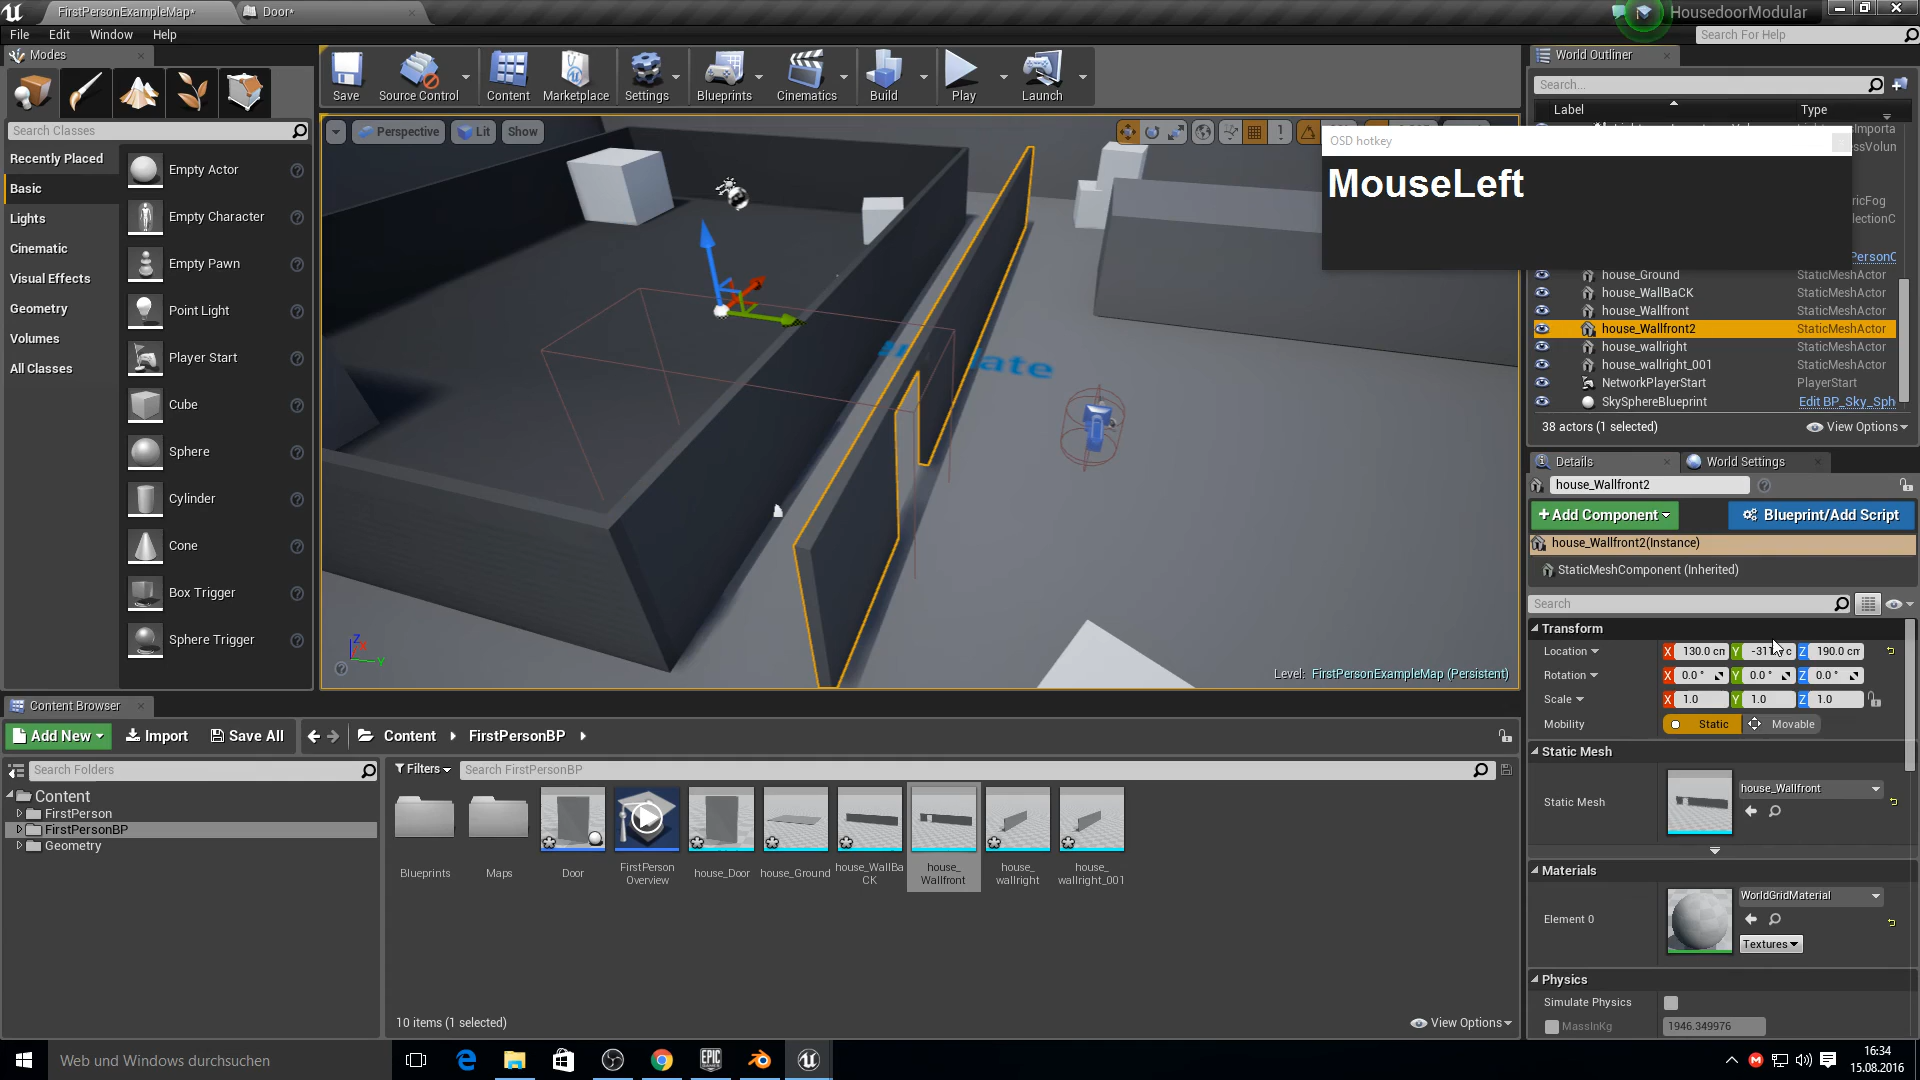 FirstPersonExampleMap*
Door*
HousedoorModular
File
Edit
Window
Help
Search For Help
Modes
Search Classes
Recently Placed
Basic
Lights
Cinematic
Visual Effects
Geometry
Volumes
All Classes
Empty Actor
Empty Character
Empty Pawn
Point Light
Player Start
Cube
Sphere
Cylinder
Cone
Box Trigger
Sphere Trigger
Save
Source Control
Content
Marketplace
Settings
Blueprints
Cinematics
Build
Play
Launch
Perspective
Lit
Show
1
OSD hotkey
MouseLeft
ate
Z
X
Y
Level: FirstPersonExampleMap (Persistent)
World Outliner
Search...
Label
Type
Importa
essVolun
ricFog
lectionC
PersonC
house_Ground StaticMeshActor
house_WallBaCK StaticMeshActor
house_Wallfront StaticMeshActor
house_Wallfront2 StaticMeshActor
house_wallright StaticMeshActor
house_wallright_001 StaticMeshActor
NetworkPlayerStart PlayerStart
SkySphereBlueprint Edit BP_Sky_Sph
38 actors (1 selected)
View Options
Details
World Settings
house_Wallfront2
+Add Component
Blueprint/Add Script
house_Wallfront2(Instance)
StaticMeshComponent (Inherited)
Search
Transform
Location X 130.0 cm Y Z 190.0 cm
Rotation X 0.0 ° Y 0.0 ° Z 0.0 °
Scale X 1.0 Y 1.0 Z 1.0
Mobility Static Movable
Static Mesh
Static Mesh
house_Wallfront
Materials
Element 0
WorldGridMaterial
Textures
Physics
Simulate Physics
MassInKg 1946.349976
Content Browser
Add New
Import
Save All
Content
FirstPersonBP
Search Folders
Filters
Search FirstPersonBP
Content
FirstPerson
FirstPersonBP
Geometry
Blueprints
Maps
Door
FirstPerson
Overview
house_Door
house_Ground
house_WallBa
CK
house_
Wallfront
house_
wallright
house_
wallright_001
10 items (1 selected)
View Options
Web und Windows durchsuchen
EPIC
16:34
15.08.2016